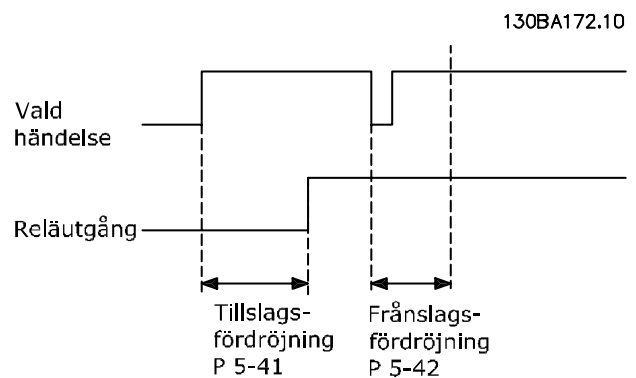 130BA172.10
Vald
händelse
Reläutgång
Tillslags-
fördröjning
P 5-41
Frånslags-
fördröjning
P 5-42